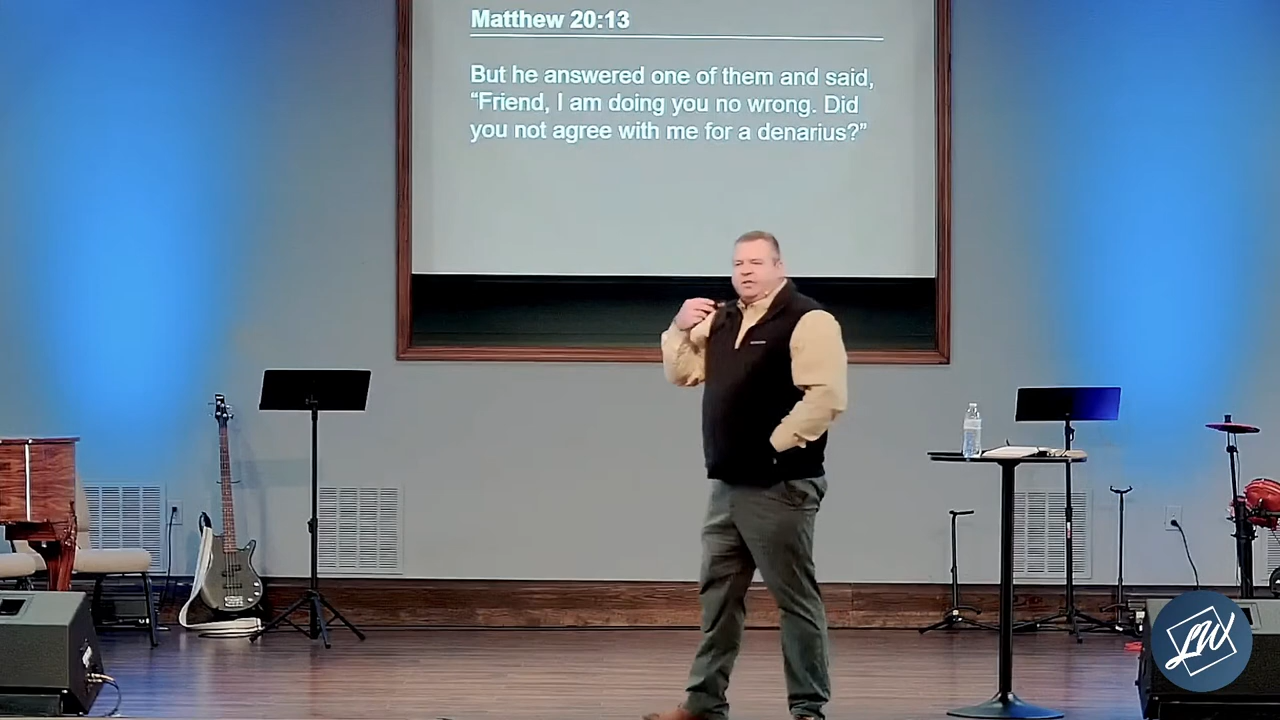 Matthew 20:13
But he answered one of them and said,
“Friend, I am doing you no wrong. Did
you not agree with me for a denarius?”
LW